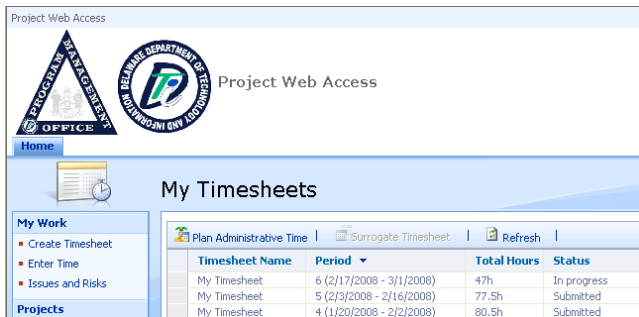 Project Web Access
PROGRAM MANAGEMENT OFFICE
DELAWARE DEPARTMENT OF TECHNOLOGY AND INFORMATION
Project Web Access
Home
My Timesheets
My Work
Create Timesheet
Enter Time
Issues and Risks
Projects
Plan Administrative Time | Surrogate Timesheet | Refresh |
Timesheet Name Period Total Hours Status
My Timesheet 6 (2/17/2008 - 3/1/2008) 47h In progress
My Timesheet 5 (2/3/2008 - 2/16/2008) 77.5h Submitted
My Timesheet 4 (1/20/2008 - 2/2/2008) 80.5h Submitted